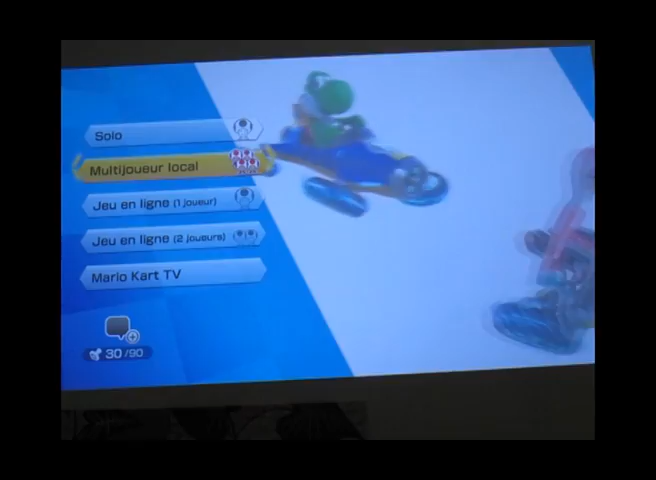 Solo
Multijoueur local
Jeu en ligne (1 joueur)
Jeu en ligne (2 joueurs)
Mario Kart TV
30/90